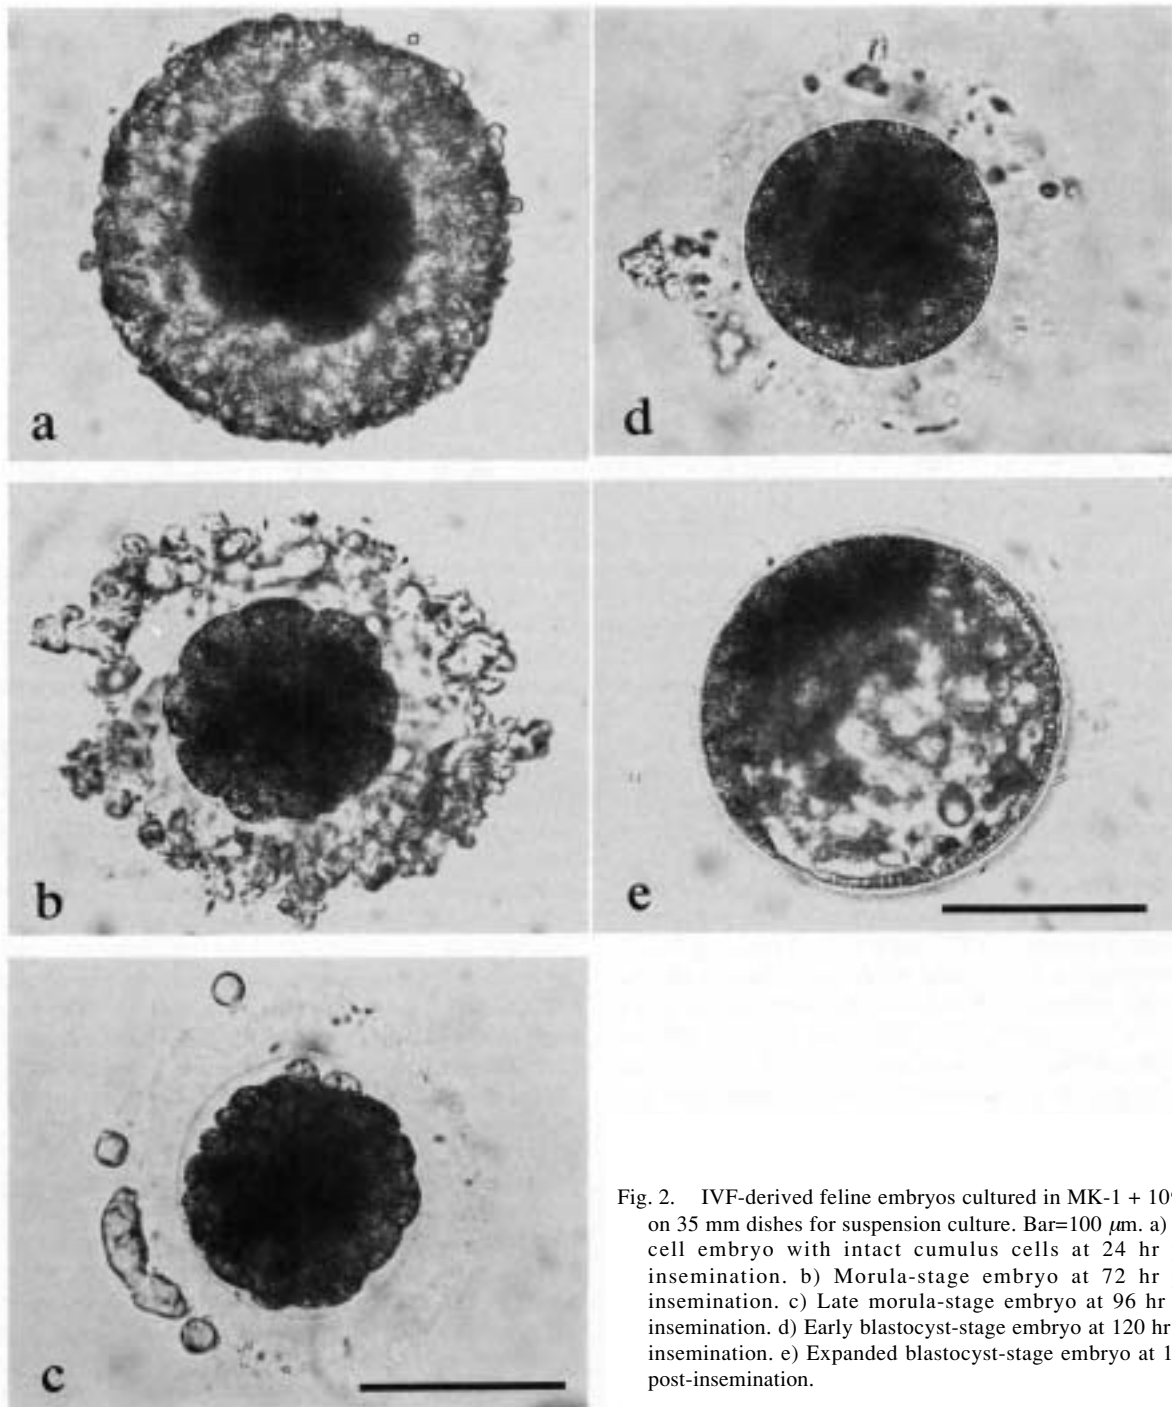 a
d
b
e
c
Fig. 2. IVF-derived feline embryos cultured in MK-1 + 10%
on 35 mm dishes for suspension culture. Bar=100 μm. a)
cell embryo with intact cumulus cells at 24 hr
insemination. b) Morula-stage embryo at 72 hr
insemination. c) Late morula-stage embryo at 96 hr
insemination. d) Early blastocyst-stage embryo at 120 hr
insemination. e) Expanded blastocyst-stage embryo at 1
post-insemination.